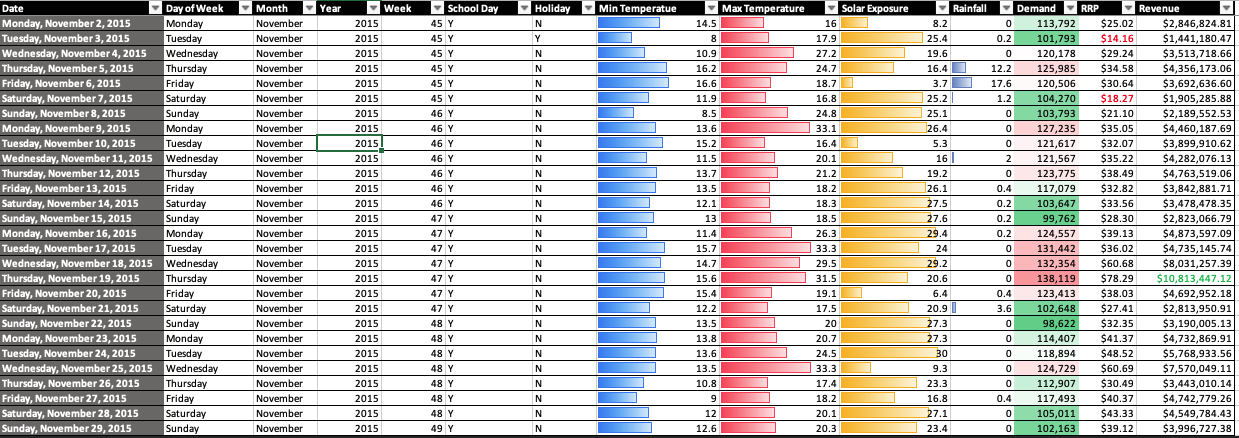 Date Day of Week Month Year Week School Day Holiday Min Temperatue Max Temperature Solar Exposure Rainfall Demand RRP Revenue
Monday, November 2, 2015 Monday November 2015 45 Y N 14.5 16 8.2 0 113,792 $25.02 $2,846,824.81
Tuesday, November 3, 2015 Tuesday November 2015 45 Y Y 8 17.9 25.4 0.2 101,793 $14.16 $1,441,180.47
Wednesday, November 4, 2015 Wednesday November 2015 45 Y N 10.9 27.2 19.6 0 120,178 $29.24 $3,513,718.66
Thursday, November 5, 2015 Thursday November 2015 45 Y N 16.2 24.7 16.4 12.2 125,985 $34.58 $4,356,173.06
Friday, November 6, 2015 Friday November 2015 45 Y N 16.6 18.7 3.7 17.6 120,506 $30.64 $3,692,636.60
Saturday, November 7, 2015 Saturday November 2015 45 Y N 11.9 16.8 25.2 1.2 104,270 $18.27 $1,905,285.88
Sunday, November 8, 2015 Sunday November 2015 46 Y N 8.5 24.8 25.1 0 103,793 $21.10 $2,189,552.53
Monday, November 9, 2015 Monday November 2015 46 Y N 13.6 33.1 26.4 0 127,235 $35.05 $4,460,187.69
Tuesday, November 10, 2015 Tuesday November 2015 46 Y N 15.2 16.4 5.3 0 121,617 $32.07 $3,899,910.62
Wednesday, November 11, 2015 Wednesday November 2015 46 Y N 11.5 20.1 16 2 121,567 $35.22 $4,282,076.13
Thursday, November 12, 2015 Thursday November 2015 46 Y N 13.7 21.2 19.2 0 123,775 $38.49 $4,763,519.06
Friday, November 13, 2015 Friday November 2015 46 Y N 13.5 18.2 26.1 0.4 117,079 $32.82 $3,842,881.71
Saturday, November 14, 2015 Saturday November 2015 46 Y N 12.1 18.3 27.5 0.2 103,647 $33.56 $3,478,478.35
Sunday, November 15, 2015 Sunday November 2015 47 Y N 13 18.5 27.6 0.2 99,762 $28.30 $2,823,066.79
Monday, November 16, 2015 Monday November 2015 47 Y N 11.4 26.3 29.4 0.2 124,557 $39.13 $4,873,597.09
Tuesday, November 17, 2015 Tuesday November 2015 47 Y N 15.7 33.3 24 0 131,442 $36.02 $4,735,145.74
Wednesday, November 18, 2015 Wednesday November 2015 47 Y N 14.7 29.5 29.2 0 132,354 $60.68 $8,031,257.39
Thursday, November 19, 2015 Thursday November 2015 47 Y N 15.6 31.5 20.6 0 138,119 $78.29 $10,813,447.12
Friday, November 20, 2015 Friday November 2015 47 Y N 15.4 19.1 6.4 0.4 123,413 $38.03 $4,692,952.18
Saturday, November 21, 2015 Saturday November 2015 47 Y N 12.2 17.5 20.9 3.6 102,648 $27.41 $2,813,950.91
Sunday, November 22, 2015 Sunday November 2015 48 Y N 13.5 20 27.3 0 98,622 $32.35 $3,190,005.13
Monday, November 23, 2015 Monday November 2015 48 Y N 13.8 20.7 27.3 0 114,407 $41.37 $4,732,869.91
Tuesday, November 24, 2015 Tuesday November 2015 48 Y N 13.6 24.5 30 0 118,894 $48.52 $5,768,933.56
Wednesday, November 25, 2015 Wednesday November 2015 48 Y N 13.5 33.3 9.3 0 124,729 $60.69 $7,570,049.11
Thursday, November 26, 2015 Thursday November 2015 48 Y N 10.8 17.4 23.3 0 112,907 $30.49 $3,443,010.14
Friday, November 27, 2015 Friday November 2015 48 Y N 9 18.2 16.8 0.4 117,493 $40.37 $4,742,779.26
Saturday, November 28, 2015 Saturday November 2015 48 Y N 12 20.1 27.1 0 105,011 $43.33 $4,549,784.43
Sunday, November 29, 2015 Sunday November 2015 49 Y N 12.6 20.3 23.4 0 102,163 $39.12 $3,996,727.38